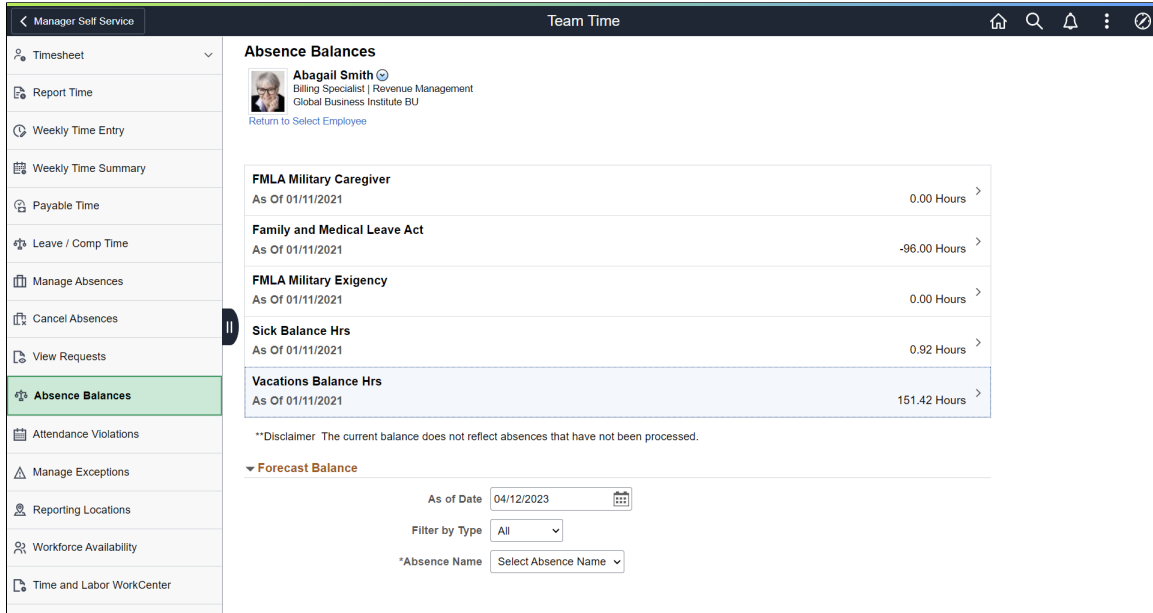 Manager Self Service
Team Time
Timesheet
Report Time
Weekly Time Entry
Weekly Time Summary
Payable Time
Leave / Comp Time
Manage Absences
Cancel Absences
View Requests
Absence Balances
Attendance Violations
Manage Exceptions
Reporting Locations
Workforce Availability
Time and Labor WorkCenter
Absence Balances
Abagail Smith
Billing Specialist | Revenue Management
Global Business Institute BU
Return to Select Employee
FMLA Military Caregiver
As Of 01/11/2021 0.00 Hours
Family and Medical Leave Act
As Of 01/11/2021 -96.00 Hours
FMLA Military Exigency
As Of 01/11/2021 0.00 Hours
Sick Balance Hrs
As Of 01/11/2021 0.92 Hours
Vacations Balance Hrs
As Of 01/11/2021 151.42 Hours
**Disclaimer The current balance does not reflect absences that have not been processed.
Forecast Balance
As of Date 04/12/2023
Filter by Type All
*Absence Name Select Absence Name